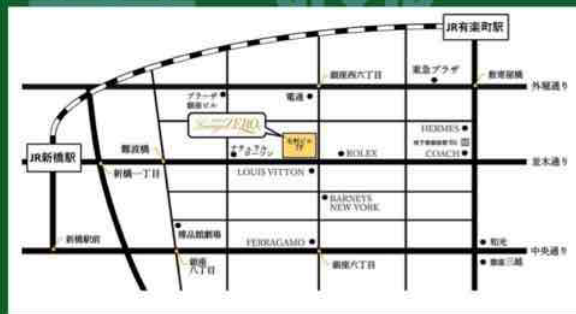 JR有楽町駅
銀座西六丁目
東急プラザ
数寄屋橋
外堀通り
プラーザ
銀座ビル
電通
Lounge ZERO
7F
HERMES
ナチュラル
ローソン
ROLEX
COACH
並木通り
JR新橋駅
難波橋
新橋一丁目
LOUIS VITTON
BARNEYS
NEW YORK
博品館劇場
新橋駅前
FERRAGAMO
和光
中央通り
銀座
八丁目
銀座六丁目
銀座三越